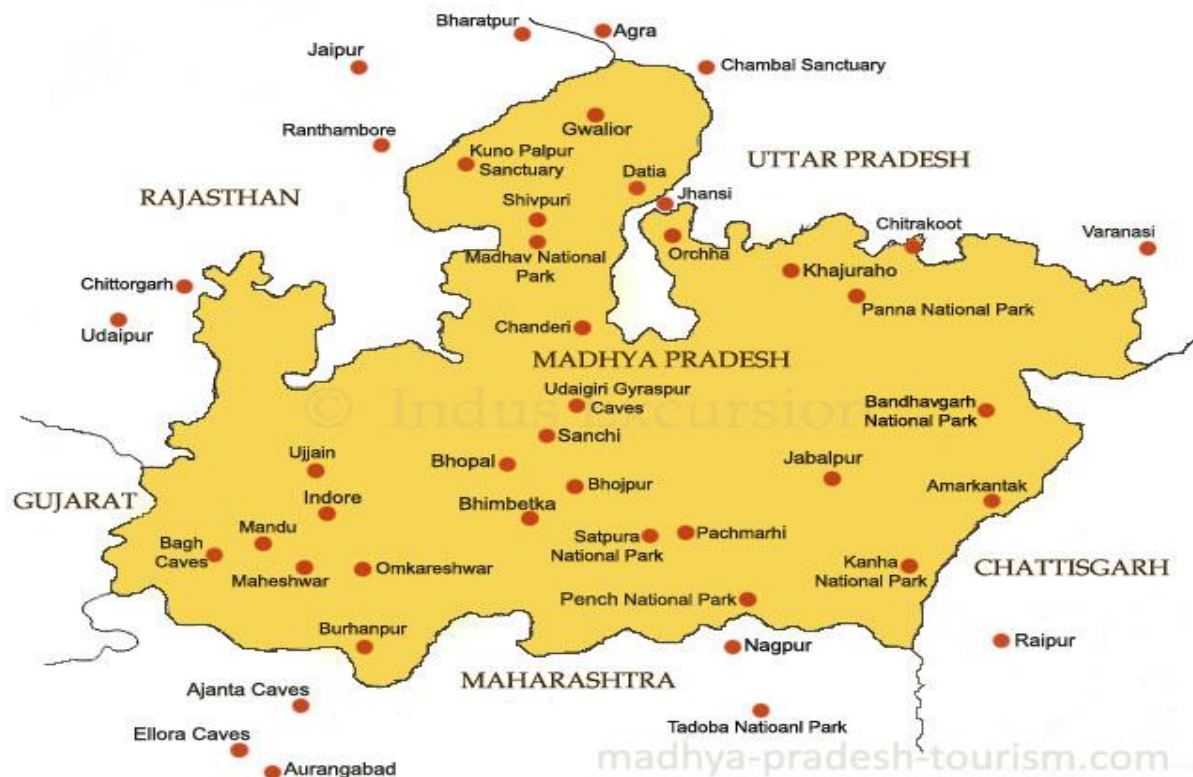 Bharatpur
Agra
Jaipur
Chambal Sanctuary
Gwalior
Ranthambore
Kuno Palpur
Sanctuary
UTTAR PRADESH
Datia
RAJASTHAN
Jhansi
Shivpuri
Chitrakoot
Varanasi
Madhav National
Park
Orchha
Khajuraho
Chittorgarh
Panna National Park
Udaipur
Chanderi
MADHYA PRADESH
Udaigiri Gyraspur
Caves
© Indus Excursion
Bandhavgarh
National Park
Sanchi
Ujjain
Bhopal
Jabalpur
GUJARAT
Bhojpur
Indore
Bhimbetka
Amarkantak
Mandu
Pachmarhi
Satpura
National Park
Bagh
Caves
Maheshwar
Omkareshwar
Kanha
National Park
CHATTISGARH
Pench National Park
Burhanpur
Nagpur
Raipur
MAHARASHTRA
Ajanta Caves
Tadoba Natioanl Park
Ellora Caves
madhya-pradesh-tourism.com
Aurangabad